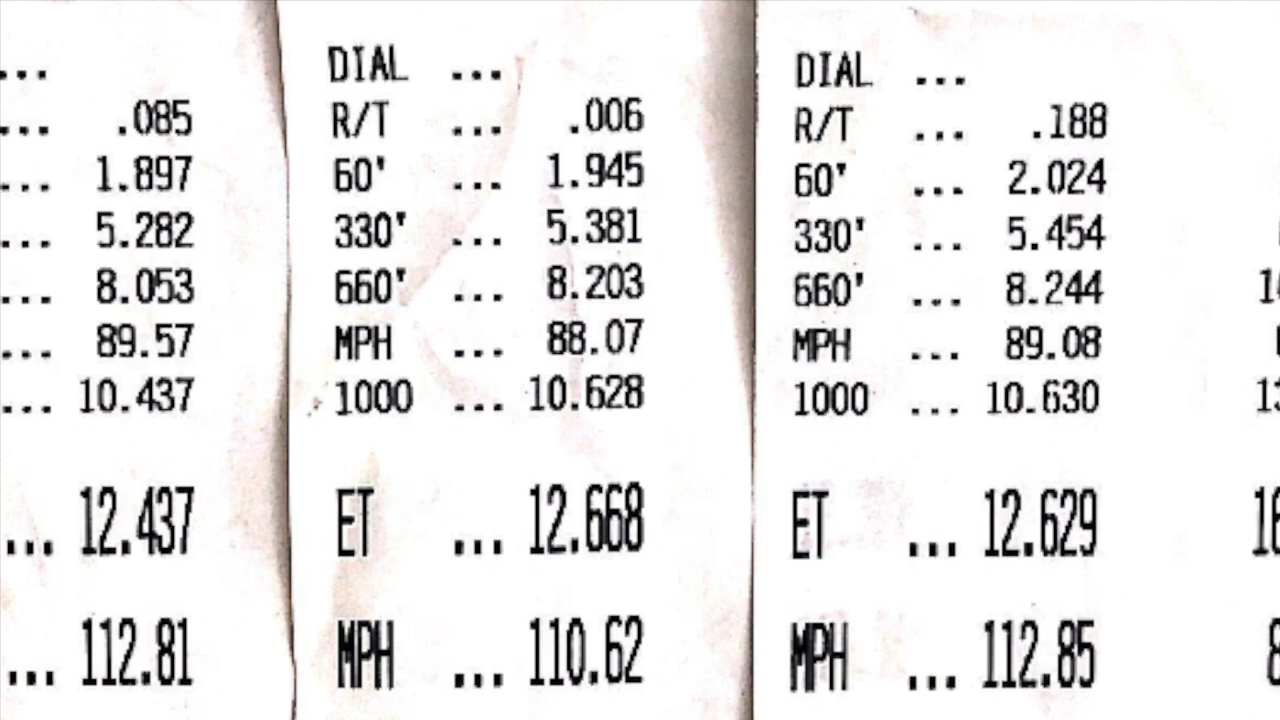 ...
... .085
... 1.897
... 5.282
... 8.053
... 89.57
... 10.437
... 12.437
... 112.81
DIAL ...
R/T ... .006
60' ... 1.945
330' ... 5.381
660' ... 8.203
MPH ... 88.07
1000 ... 10.628
ET ... 12.668
MPH ... 110.62
DIAL ...
R/T ... .188
60' ... 2.024
330' ... 5.454
660' ... 8.244
MPH ... 89.08
1000 ... 10.630
ET ... 12.629
MPH ... 112.85